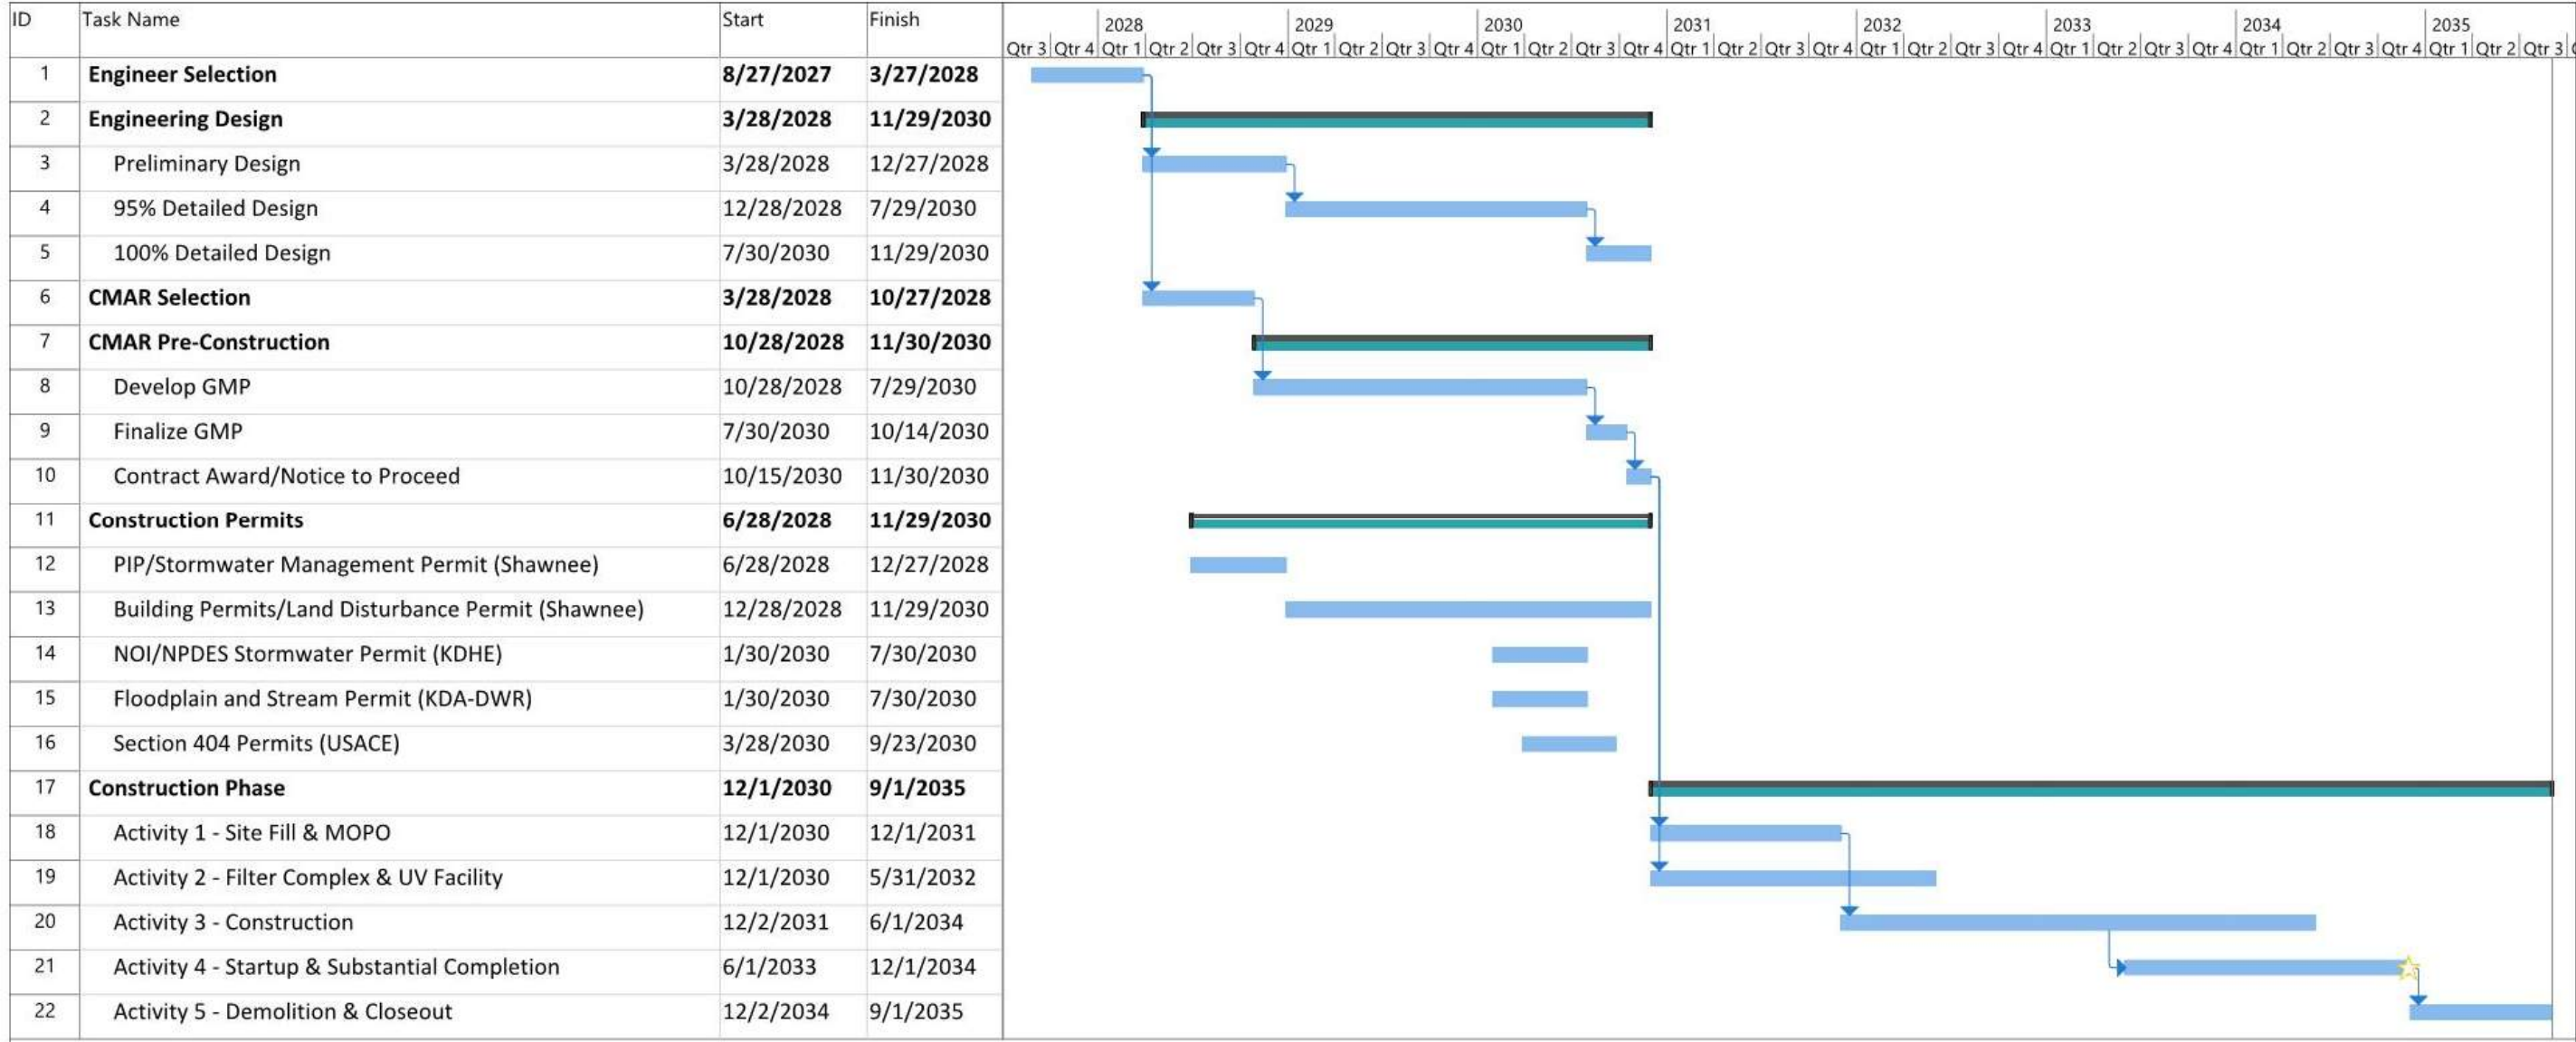 ID Task Name Start Finish 2028 2029 2030 2031 2032 2033 2034 2035
Qtr 3 Qtr 4 Qtr 1 Qtr 2 Qtr 3 Qtr 4 Qtr 1 Qtr 2 Qtr 3 Qtr 4 Qtr 1 Qtr 2 Qtr 3 Qtr 4 Qtr 1 Qtr 2 Qtr 3 Qtr 4 Qtr 1 Qtr 2 Qtr 3 Qtr 4 Qtr 1 Qtr 2 Qtr 3 Qtr 4 Qtr 1 Qtr 2 Qtr 3 Qtr 4 Qtr 1 Qtr 2 Qtr 3
1 Engineer Selection 8/27/2027 3/27/2028
2 Engineering Design 3/28/2028 11/29/2030
3 Preliminary Design 3/28/2028 12/27/2028
4 95% Detailed Design 12/28/2028 7/29/2030
5 100% Detailed Design 7/30/2030 11/29/2030
6 CMAR Selection 3/28/2028 10/27/2028
7 CMAR Pre-Construction 10/28/2028 11/30/2030
8 Develop GMP 10/28/2028 7/29/2030
9 Finalize GMP 7/30/2030 10/14/2030
10 Contract Award/Notice to Proceed 10/15/2030 11/30/2030
11 Construction Permits 6/28/2028 11/29/2030
12 PIP/Stormwater Management Permit (Shawnee) 6/28/2028 12/27/2028
13 Building Permits/Land Disturbance Permit (Shawnee) 12/28/2028 11/29/2030
14 NOI/NPDES Stormwater Permit (KDHE) 1/30/2030 7/30/2030
15 Floodplain and Stream Permit (KDA-DWR) 1/30/2030 7/30/2030
16 Section 404 Permits (USACE) 3/28/2030 9/23/2030
17 Construction Phase 12/1/2030 9/1/2035
18 Activity 1 - Site Fill & MOPO 12/1/2030 12/1/2031
19 Activity 2 - Filter Complex & UV Facility 12/1/2030 5/31/2032
20 Activity 3 - Construction 12/2/2031 6/1/2034
21 Activity 4 - Startup & Substantial Completion 6/1/2033 12/1/2034
22 Activity 5 - Demolition & Closeout 12/2/2034 9/1/2035